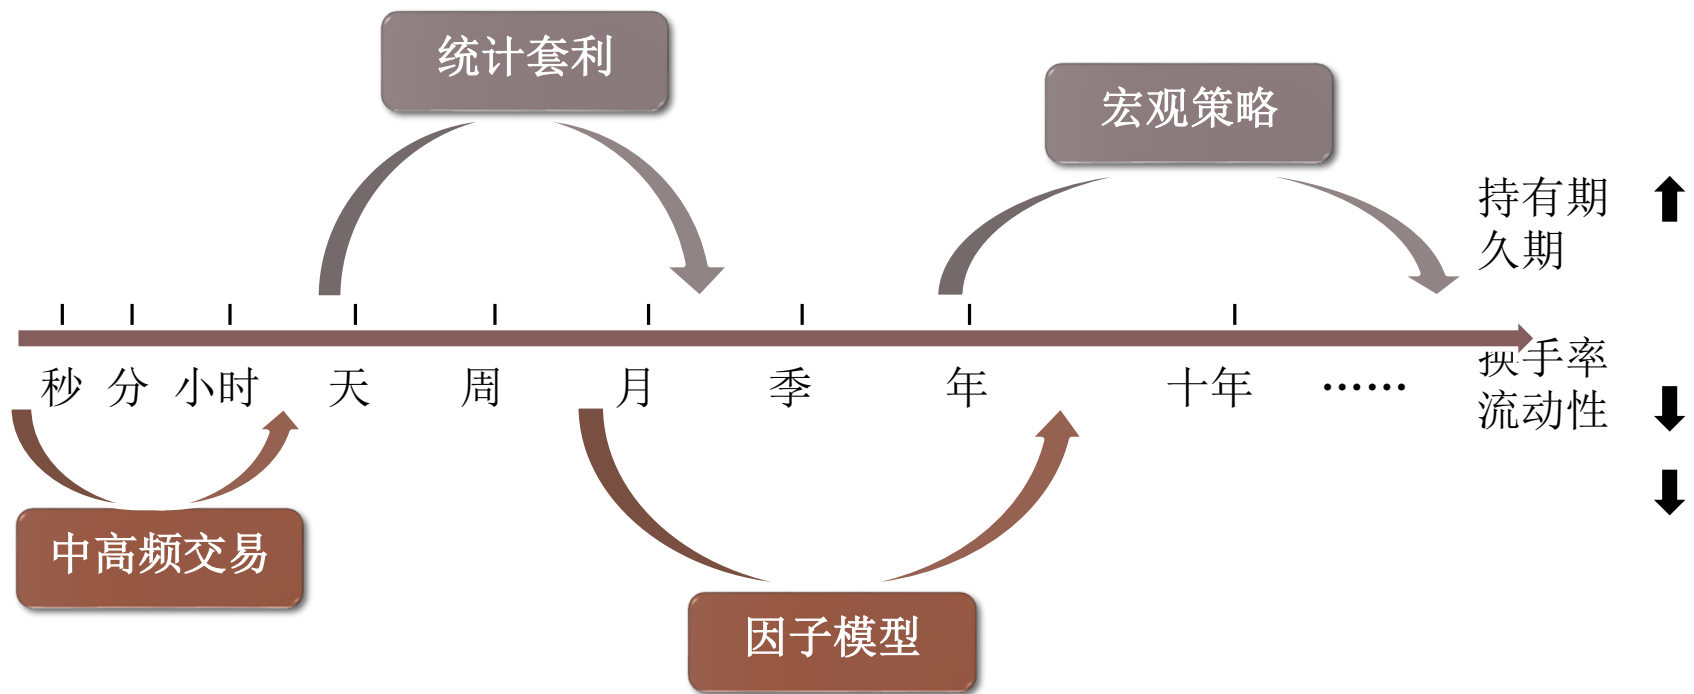 统计套利
宏观策略
持有期
久期
秒 分 小时 天 周 月 季 年 十年 ……
换手率
流动性
中高频交易
因子模型